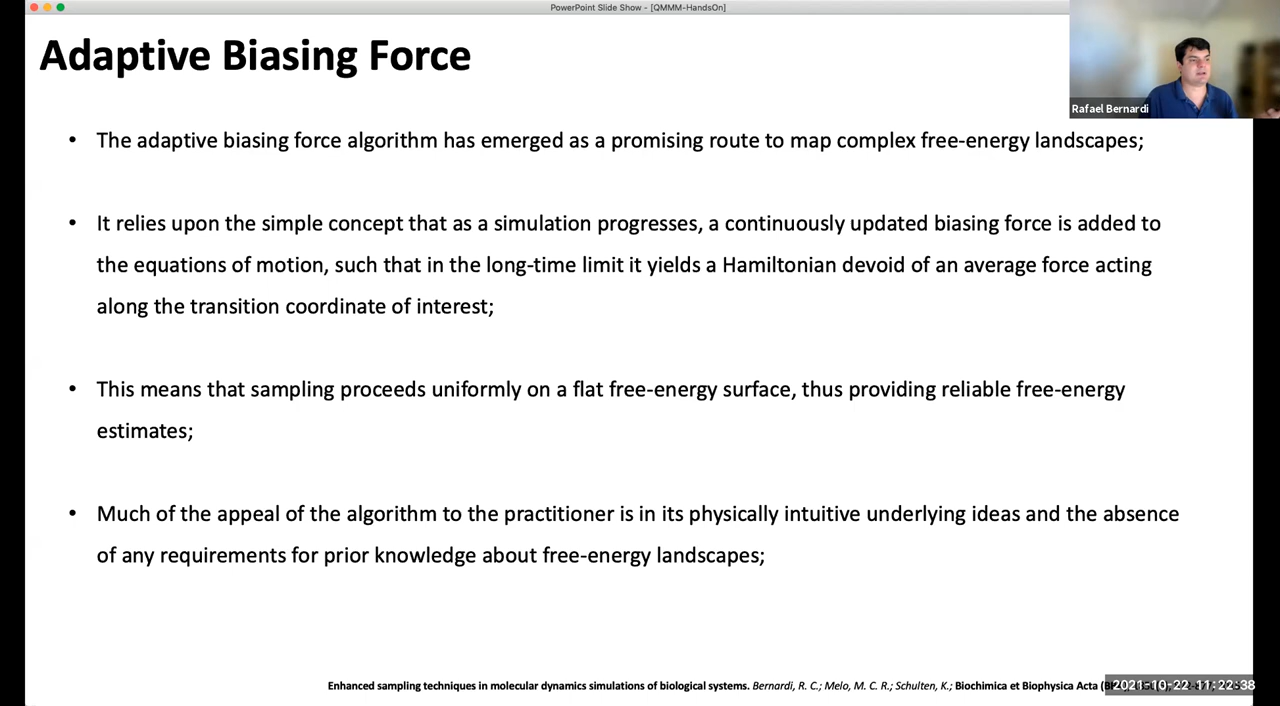 PowerPoint Slide Show - [QMMM-HandsOn]
Adaptive Biasing Force
Rafael Bernardi
• The adaptive biasing force algorithm has emerged as a promising route to map complex free-energy landscapes;
• It relies upon the simple concept that as a simulation progresses, a continuously updated biasing force is added to
the equations of motion, such that in the long-time limit it yields a Hamiltonian devoid of an average force acting
along the transition coordinate of interest;
• This means that sampling proceeds uniformly on a flat free-energy surface, thus providing reliable free-energy
estimates;
• Much of the appeal of the algorithm to the practitioner is in its physically intuitive underlying ideas and the absence
of any requirements for prior knowledge about free-energy landscapes;
Enhanced sampling techniques in molecular dynamics simulations of biological systems. Bernardi, R. C.; Melo, M. C. R.; Schulten, K.; Biochimica et Biophysica Acta
2021-10-22 11:22:38